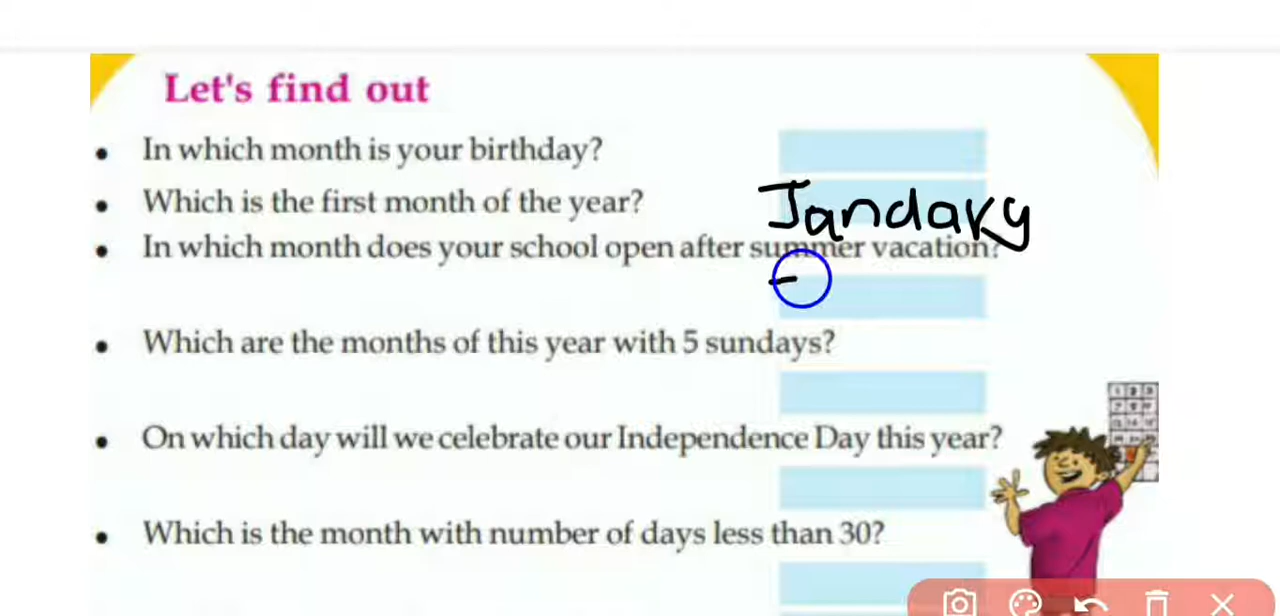 Let's find out
• In which month is your birthday?
• Which is the first month of the year? Jandary
• In which month does your school open after summer vacation?
• Which are the months of this year with 5 sundays?
• On which day will we celebrate our Independence Day this year?
• Which is the month with number of days less than 30?